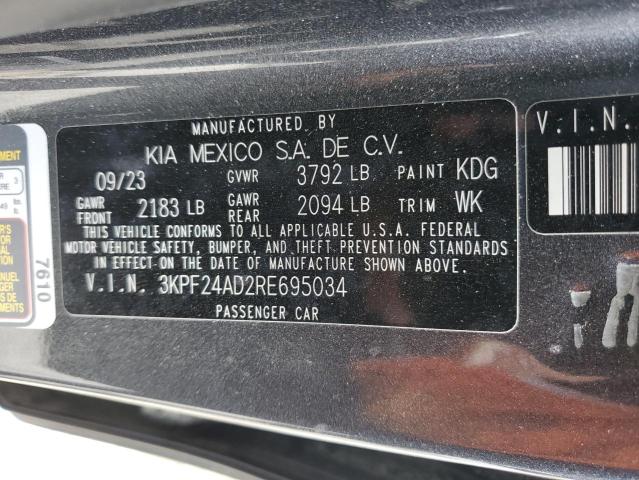 MANUFACTURED BY
KIA MEXICO S.A. DE C.V.
09/23 GVWR 3792 LB PAINT KDG
GAWR FRONT 2183 LB GAWR REAR 2094 LB TRIM WK
THIS VEHICLE CONFORMS TO ALL APPLICABLE U.S.A. FEDERAL
MOTOR VEHICLE SAFETY, BUMPER, AND THEFT PREVENTION STANDARDS
IN EFFECT ON THE DATE OF MANUFACTURE SHOWN ABOVE.
V.I.N. 3KPF24AD2RE695034
PASSENGER CAR
V.I.N.
7610